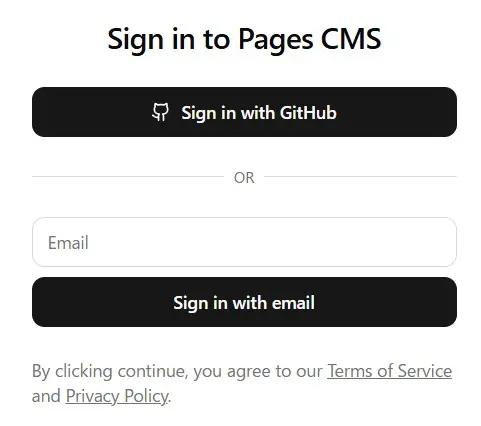 Sign in to Pages CMS
Sign in with GitHub
OR
Email
Sign in with email
By clicking continue, you agree to our Terms of Service
and Privacy Policy.